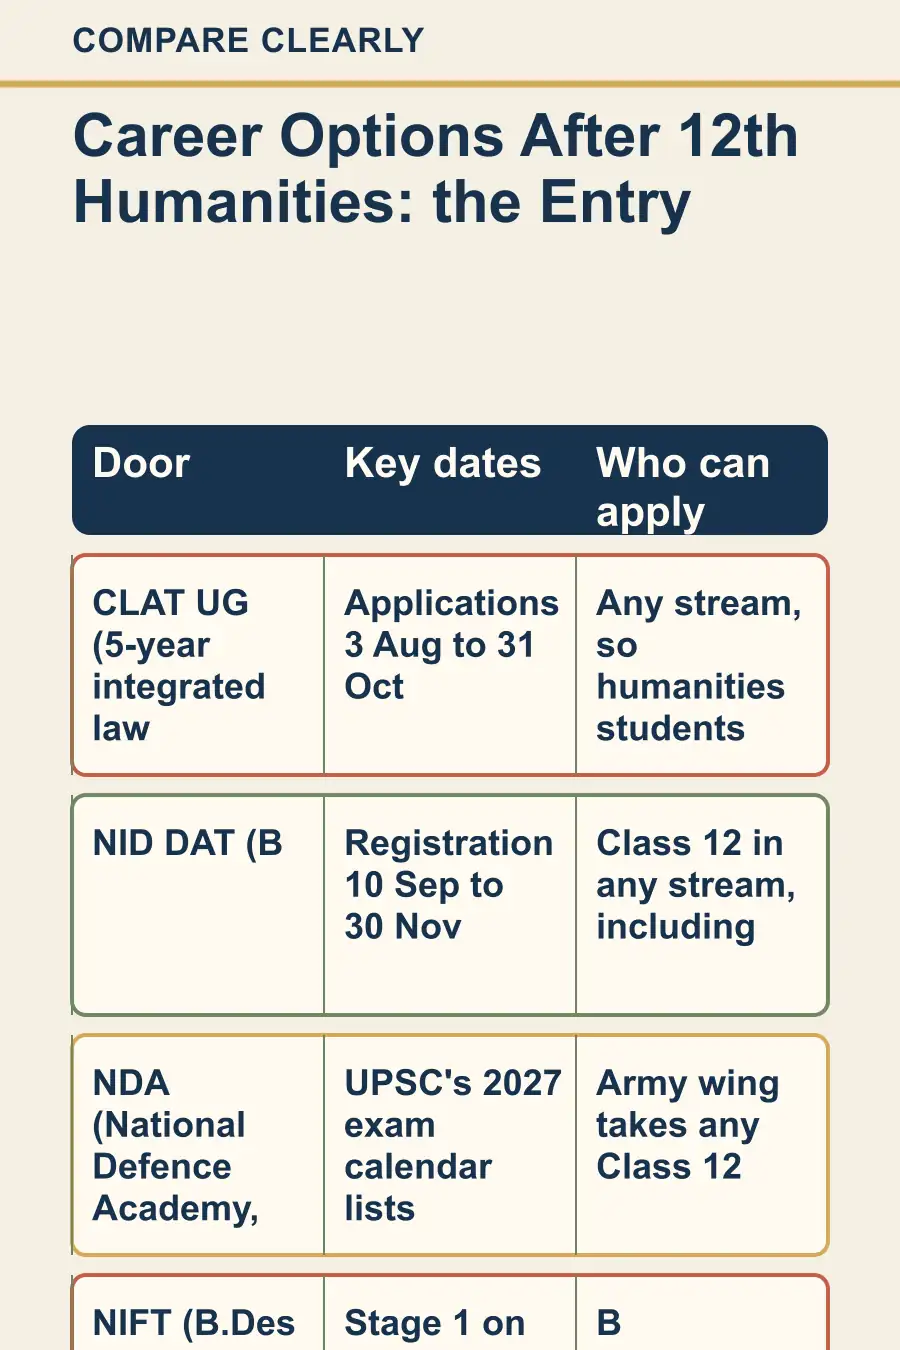 COMPARE CLEARLY
Career Options After 12th
Humanities: the Entry
Door
Key dates
Who can
apply
CLAT UG
(5-year
integrated
law
Applications
3 Aug to 31
Oct
Any stream,
so
humanities
students
NID DAT (B
Registration
10 Sep to
30 Nov
Class 12 in
any stream,
including
NDA
(National
Defence
Academy,
UPSC's 2027
exam
calendar
lists
Army wing
takes any
Class 12
NIFT (B.Des
Stage 1 on
B